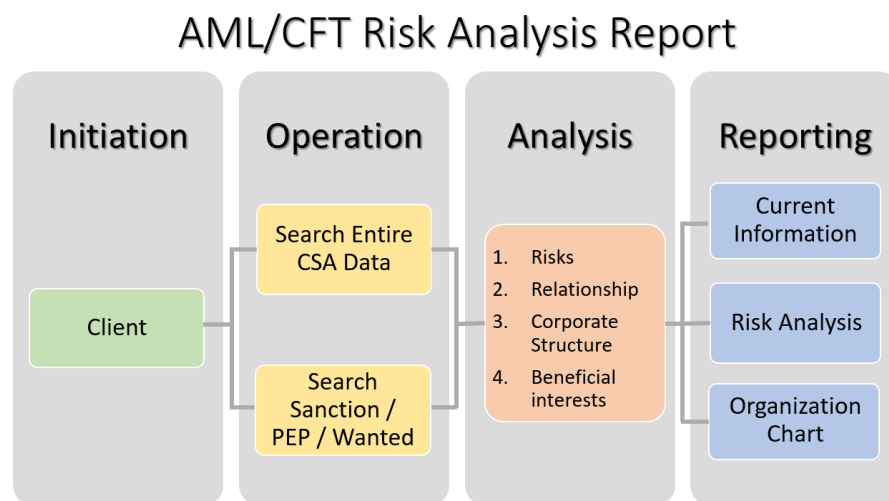 AML/CFT Risk Analysis Report
Initiation
Client
Operation
Search Entire
CSA Data
Search
Sanction /
PEP / Wanted
Analysis
1. Risks
2. Relationship
3. Corporate
Structure
4. Beneficial
interests
Reporting
Current
Information
Risk Analysis
Organization
Chart